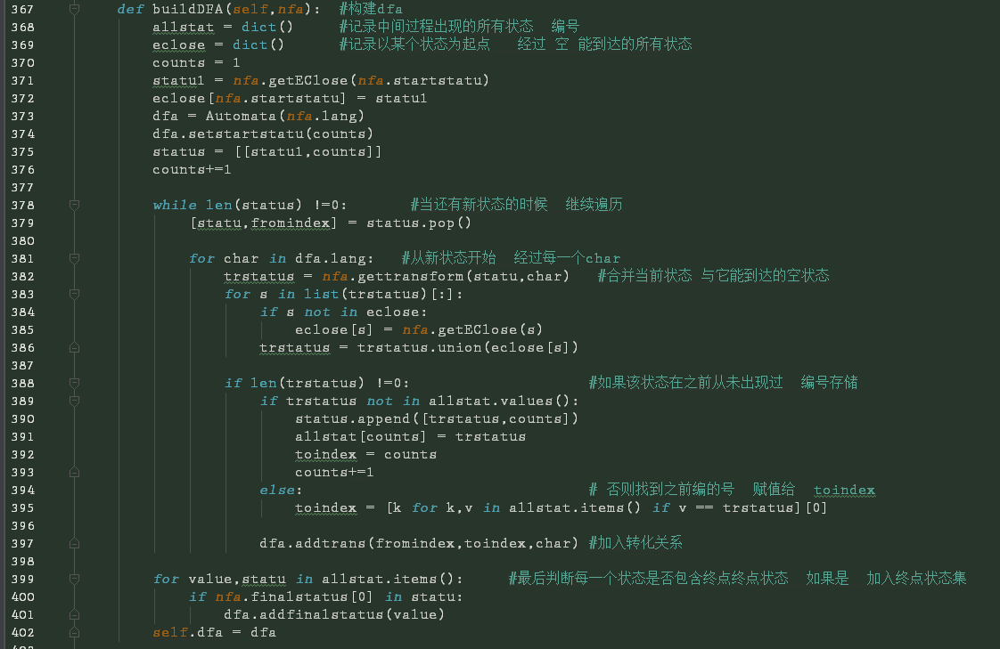 367 def buildDFA(self,nfa): #构建dfa
368 allstat = dict() #记录中间过程出现的所有状态 编号
369 eclose = dict() #记录以某个状态为起点 经过 空 能到达的所有状态
370 counts = 1
371 statu1 = nfa.getEClose(nfa.startstatu)
372 eclose[nfa.startstatu] = statu1
373 dfa = Automata(nfa.lang)
374 dfa.setstartstatu(counts)
375 status = [[statu1,counts]]
376 counts+=1
377
378 while len(status) !=0: #当还有新状态的时候 继续遍历
379 [statu,fromindex] = status.pop()
380
381 for char in dfa.lang: #从新状态开始 经过每一个char
382 trstatus = nfa.gettransform(statu,char) #合并当前状态 与它能到达的空状态
383 for s in list(trstatus)[:]:
384 if s not in eclose:
385 eclose[s] = nfa.getEClose(s)
386 trstatus = trstatus.union(eclose[s])
387
388 if len(trstatus) !=0: #如果该状态在之前从未出现过 编号存储
389 if trstatus not in allstat.values():
390 status.append([trstatus,counts])
391 allstat[counts] = trstatus
392 toindex = counts
393 counts+=1
394 else: # 否则找到之前编的号 赋值给 toindex
395 toindex = [k for k,v in allstat.items() if v == trstatus][0]
396
397 dfa.addtrans(fromindex,toindex,char) #加入转化关系
398
399 for value,statu in allstat.items(): #最后判断每一个状态是否包含终点终点状态 如果是 加入终点状态集
400 if nfa.finalstatus[0] in statu:
401 dfa.addfinalstatus(value)
402 self.dfa = dfa